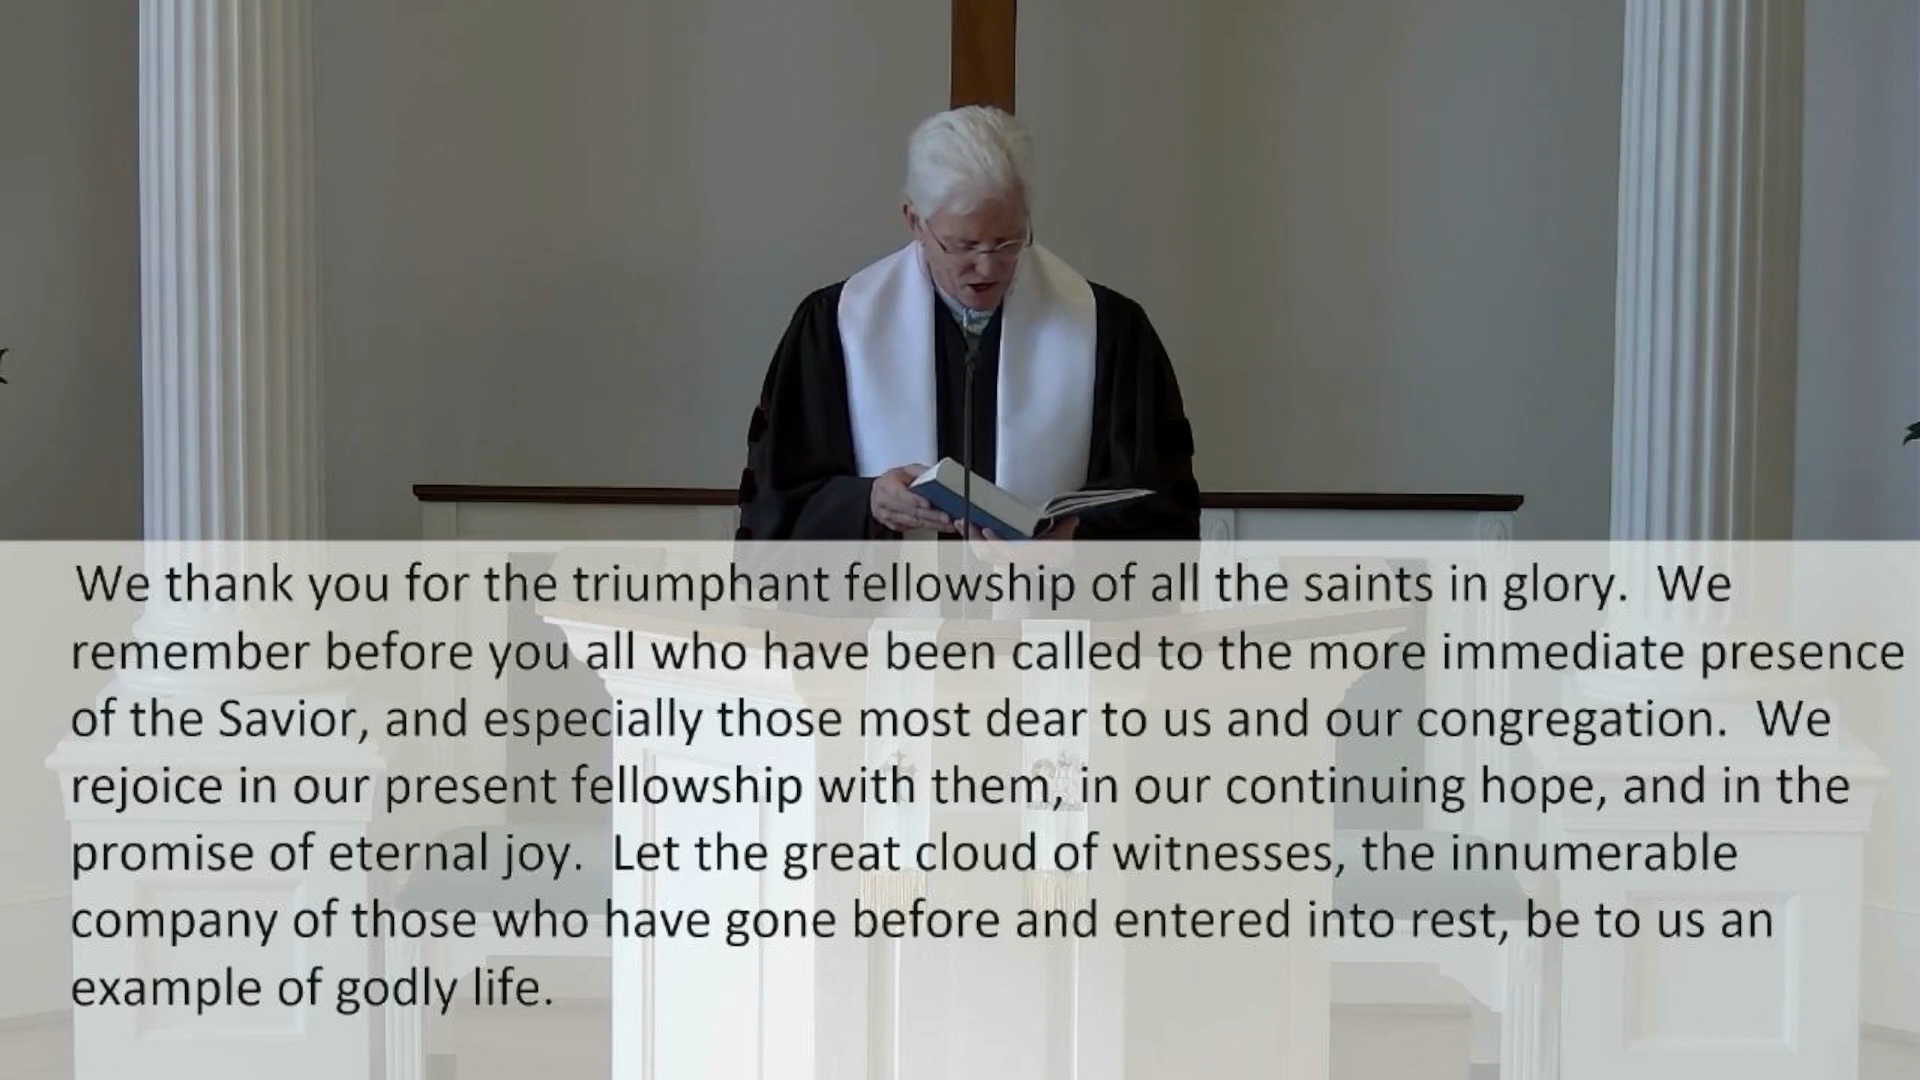 We thank you for the triumphant fellowship of all the saints in glory.  We
remember before you all who have been called to the more immediate presence
of the Savior, and especially those most dear to us and our congregation.  We
rejoice in our present fellowship with them, in our continuing hope, and in the
promise of eternal joy.  Let the great cloud of witnesses, the innumerable
company of those who have gone before and entered into rest, be to us an
example of godly life.